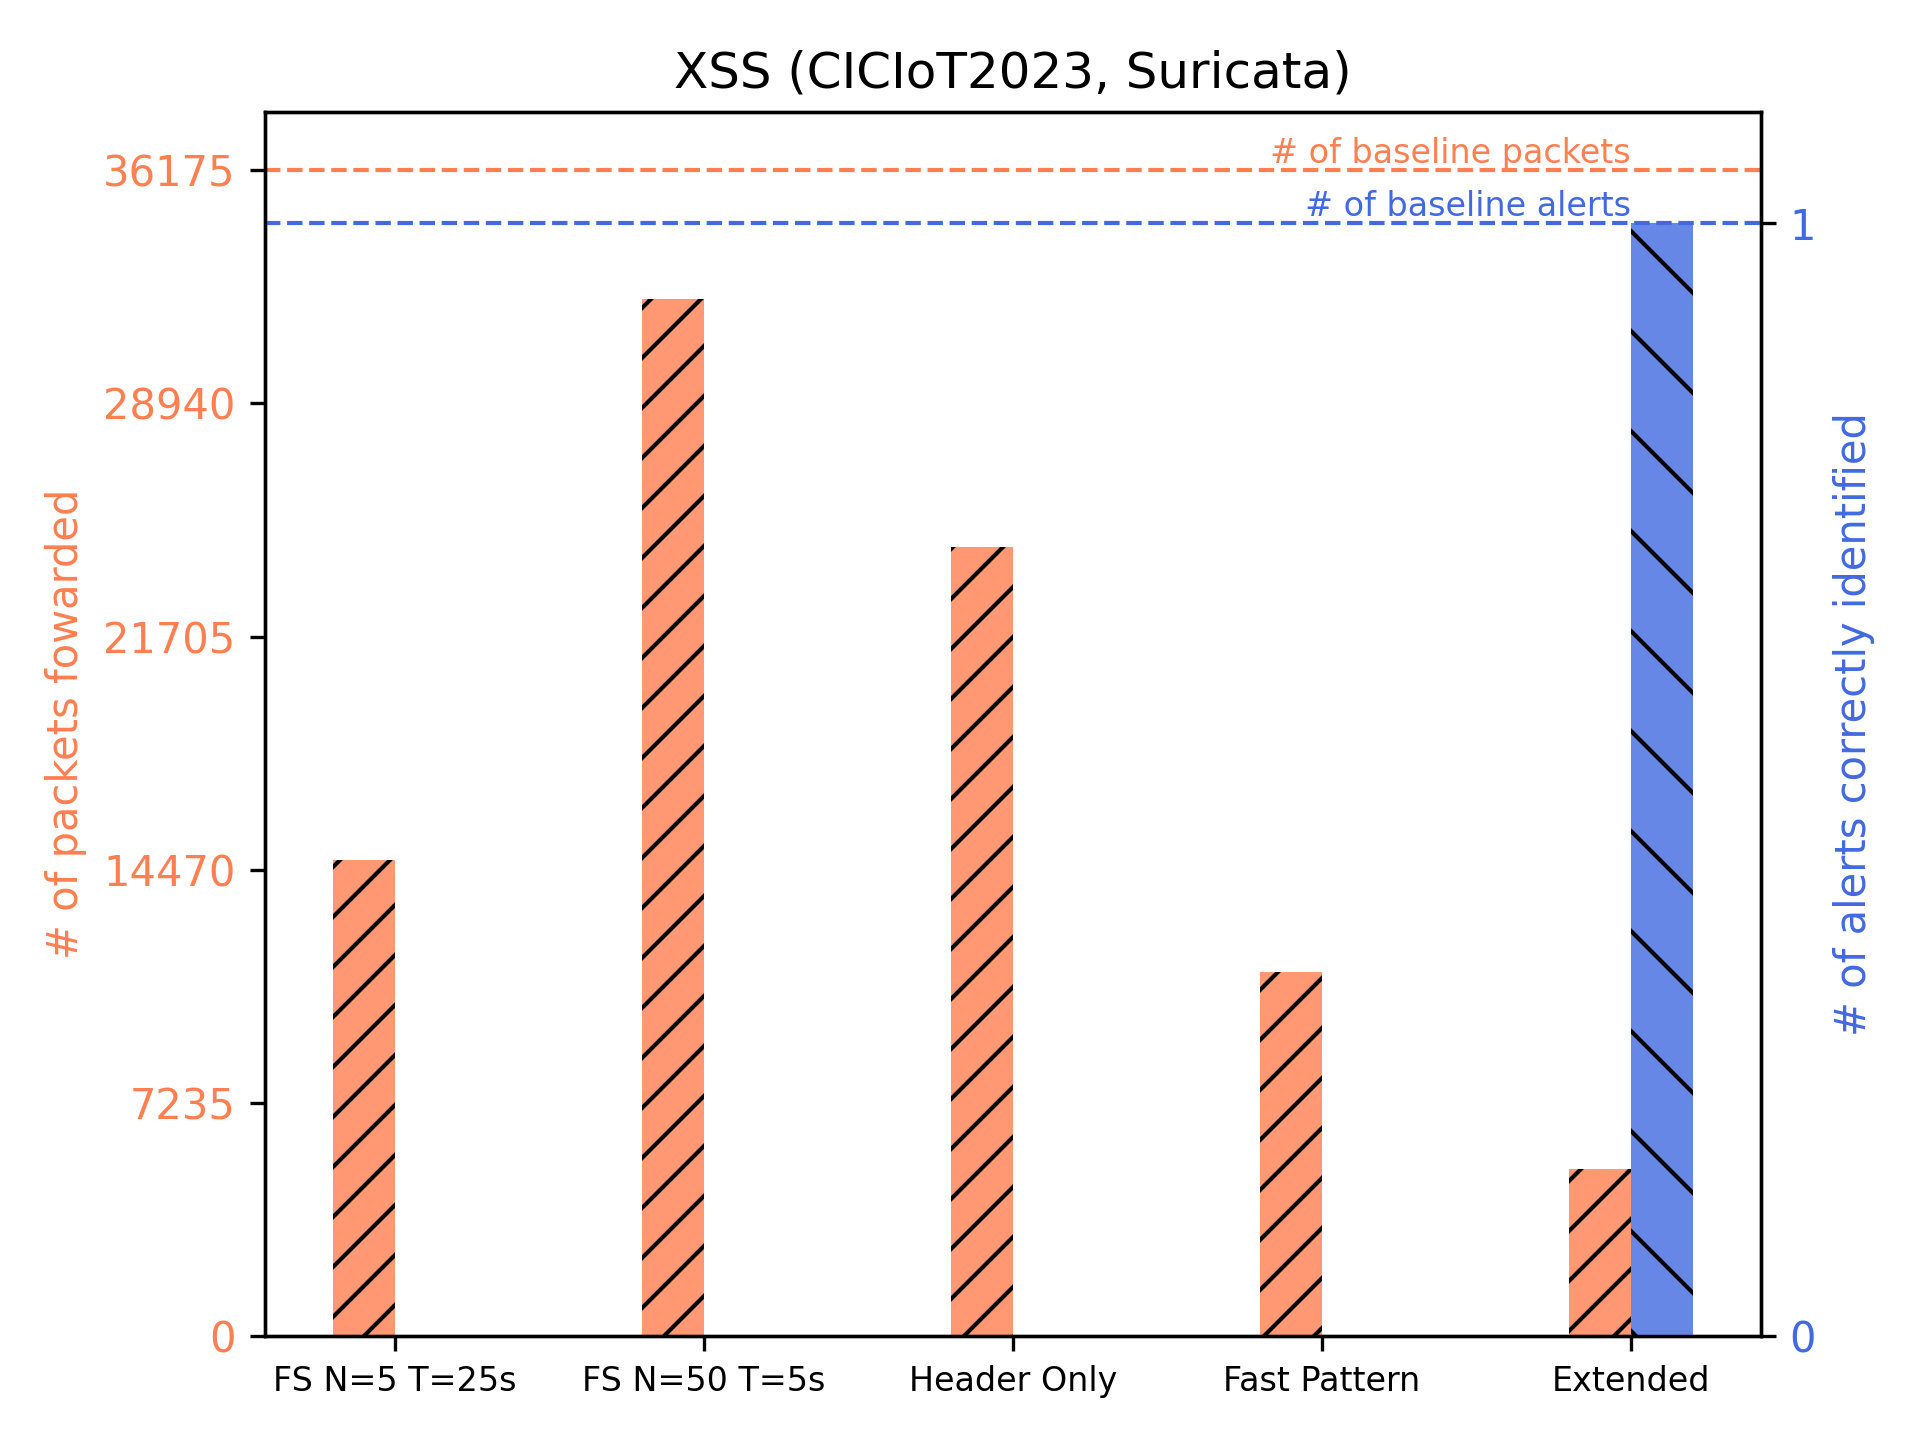 XSS (CICIoT2023, Suricata)
# of baseline packets
# of baseline alerts
# of packets fowarded
36175
28940
21705
14470
7235
0
1
0
# of alerts correctly identified
FS N=5 T=25s
FS N=50 T=5s
Header Only
Fast Pattern
Extended